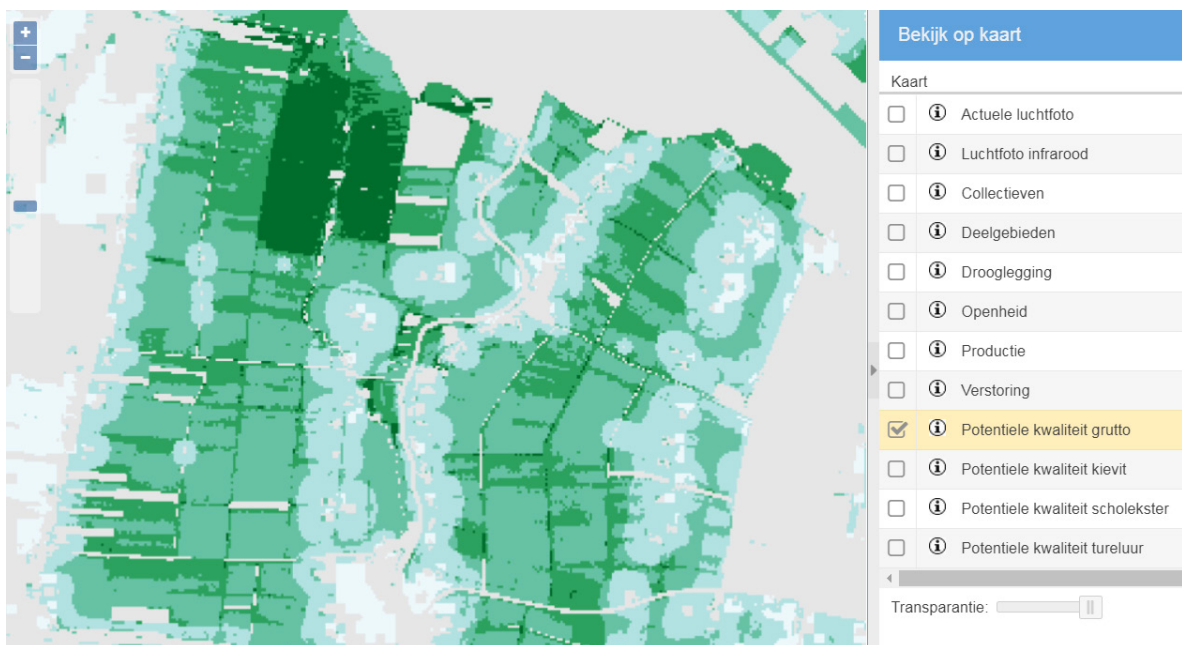 +
−
Bekijk op kaart
Kaart
Actuele luchtfoto
Luchtfoto infrarood
Collectieven
Deelgebieden
Drooglegging
Openheid
Productie
Verstoring
Potentiele kwaliteit grutto
Potentiele kwaliteit kievit
Potentiele kwaliteit scholekster
Potentiele kwaliteit tureluur
Transparantie: